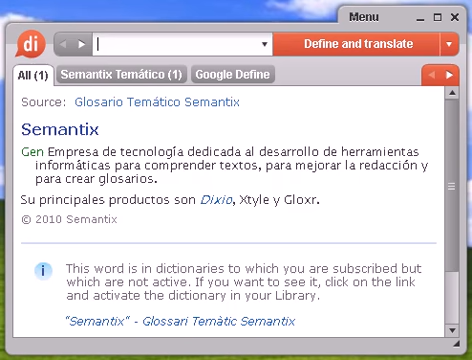 Menu
di
Define and translate
All (1) Semantix Temático (1) Google Define
Source: Glosario Temático Semantix
Semantix
Gen Empresa de tecnología dedicada al desarrollo de herramientas
informáticas para comprender textos, para mejorar la redacción y
para crear glosarios.
Su principales productos son Dixio, Xtyle y Gloxr.
© 2010 Semantix
i
This word is in dictionaries to which you are subscribed but
which are not active. If you want to see it, click on the link
and activate the dictionary in your Library.
"Semantix" - Glossari Temàtic Semantix